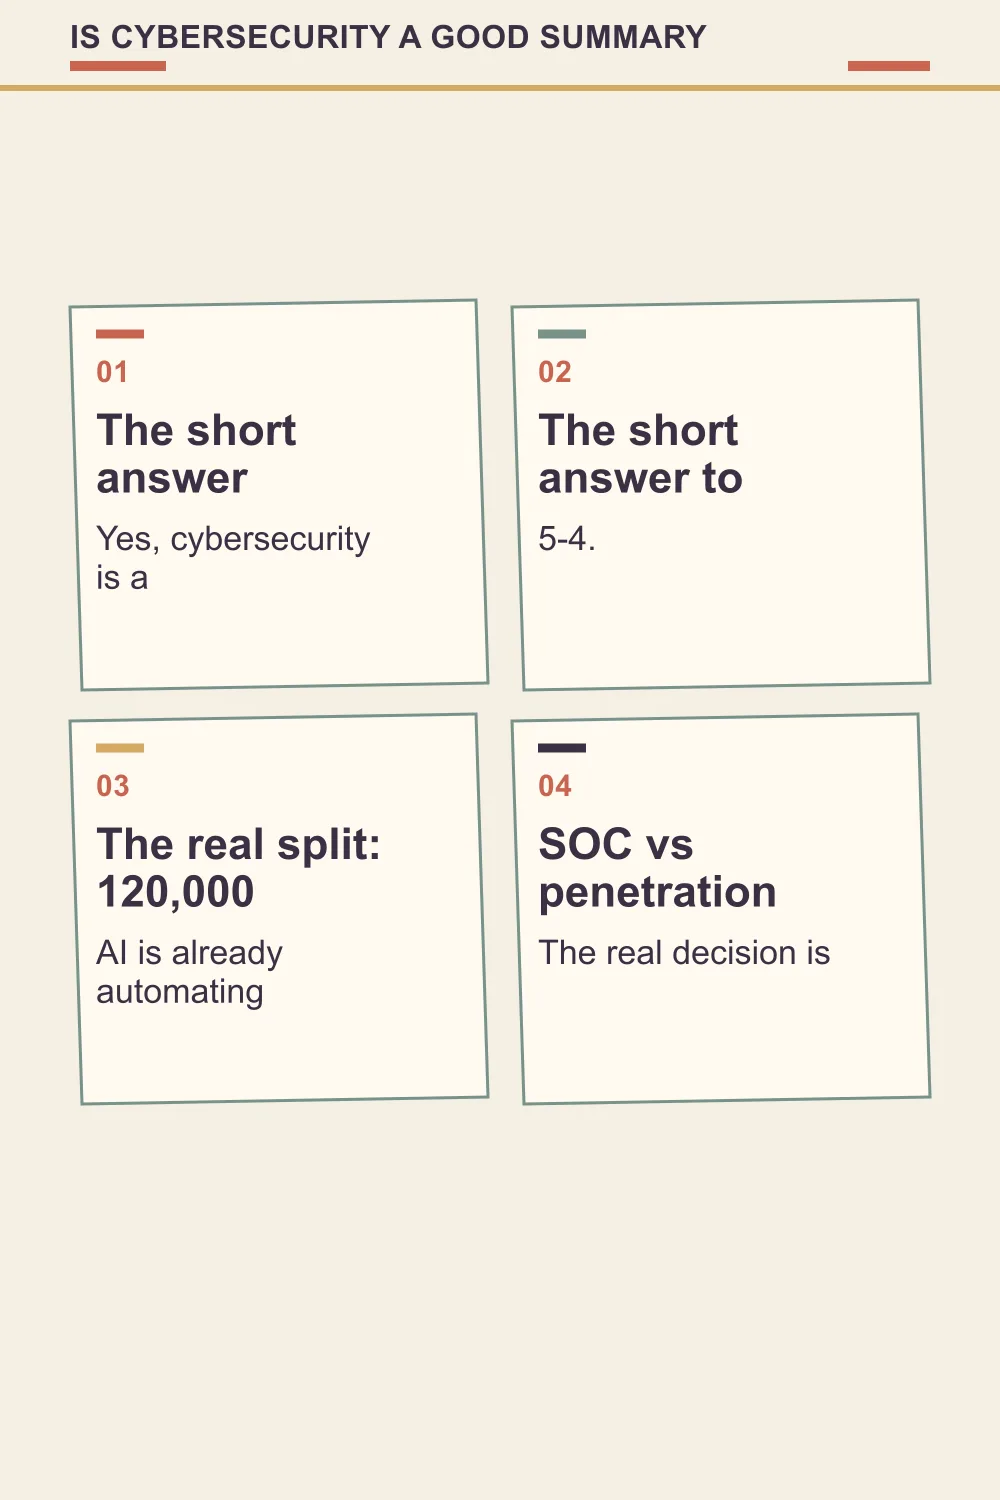 IS CYBERSECURITY A GOOD SUMMARY
01
The short
answer
Yes, cybersecurity
is a
02
The short
answer to
5-4.
03
The real split:
120,000
AI is already
automating
04
SOC vs
penetration
The real decision is